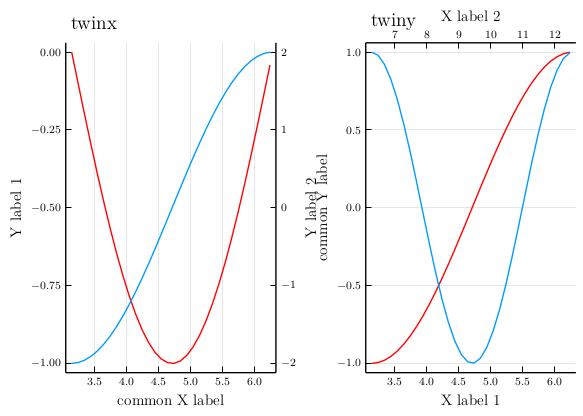 twinx
0.00
−0.25
−0.50
−0.75
−1.00
Y label 1
2
1
0
−1
−2
Y label 2
3.5 4.0 4.5 5.0 5.5 6.0
common X label
twiny
X label 2
7 8 9 10 11 12
1.0
0.5
0.0
−0.5
−1.0
common Y label
3.5 4.0 4.5 5.0 5.5 6.0
X label 1